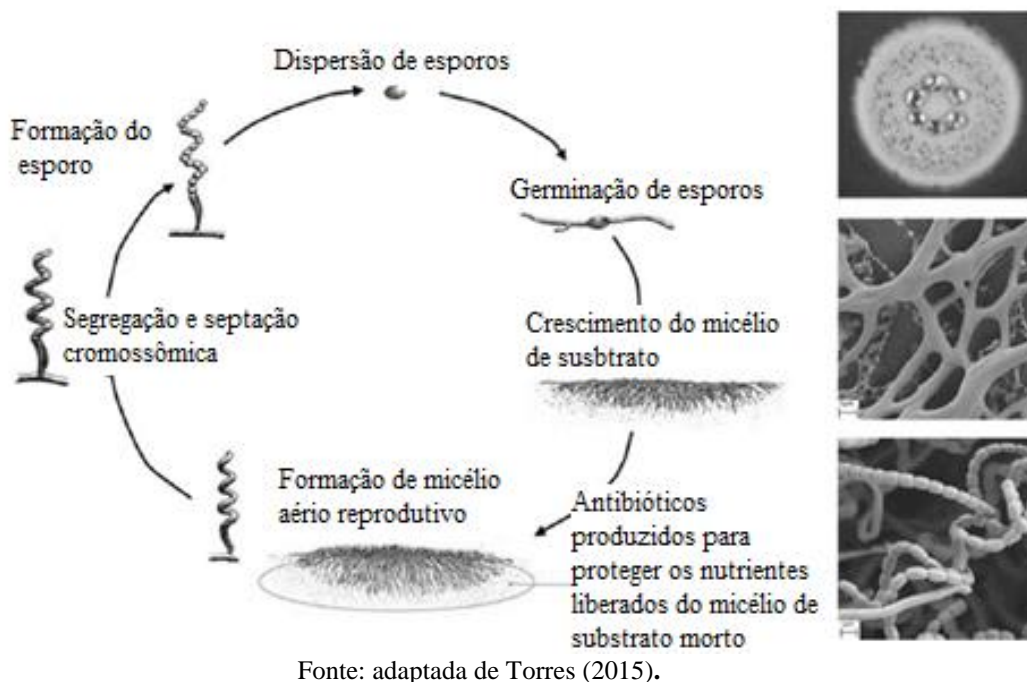 Dispersão de esporos
Formação do
esporo
Germinação de esporos
Segregação e septação
cromossômica
Crescimento do micélio
de susbtrato
Formação de micélio
aério reprodutivo
Antibióticos
produzidos para
proteger os nutrientes
liberados do micélio de
substrato morto
Fonte: adaptada de Torres (2015).